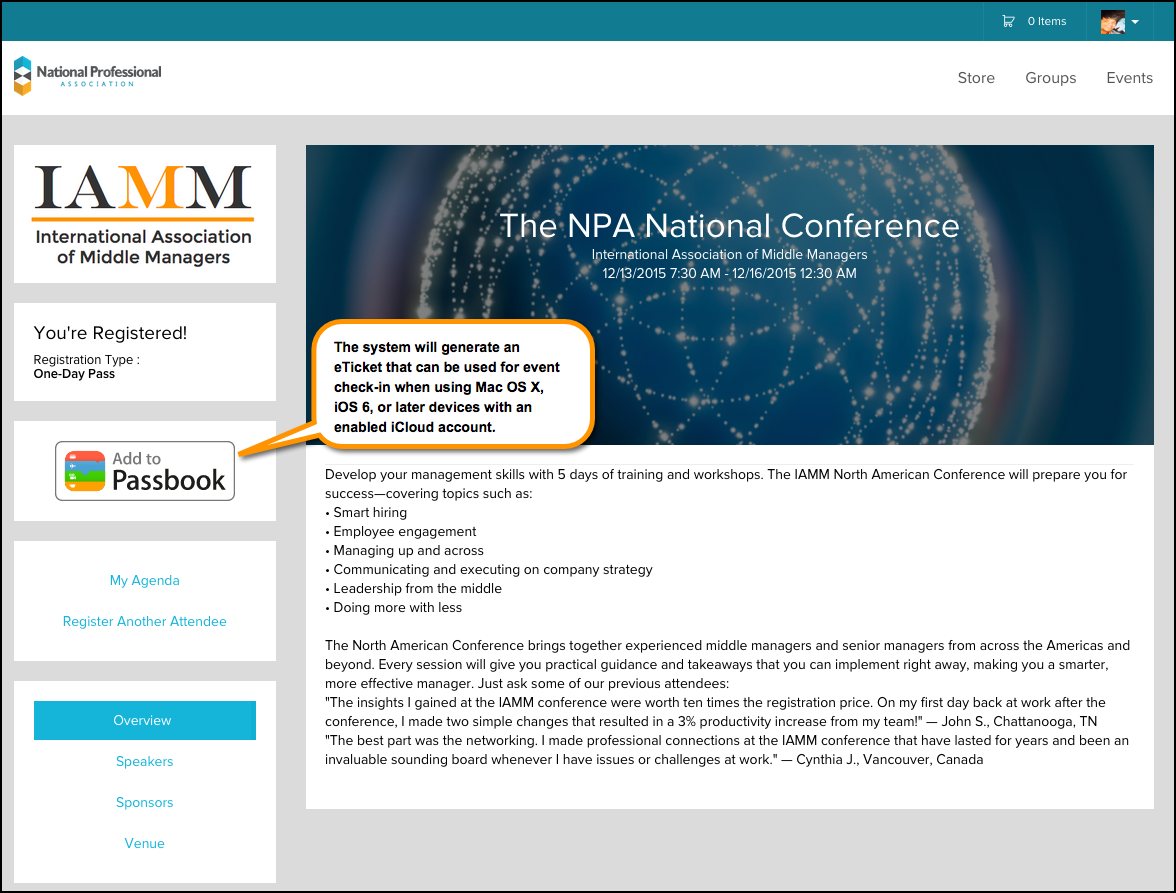 0 Items
National Professional
ASSOCIATION
Store Groups Events
IAMM
International Association
of Middle Managers
The NPA National Conference
International Association of Middle Managers
12/13/2015 7:30 AM - 12/16/2015 12:30 AM
You're Registered!
Registration Type :
One-Day Pass
The system will generate an
eTicket that can be used for event
check-in when using Mac OS X,
iOS 6, or later devices with an
enabled iCloud account.
Add to
Passbook
My Agenda
Register Another Attendee
Overview
Speakers
Sponsors
Venue
Develop your management skills with 5 days of training and workshops. The IAMM North American Conference will prepare you for
success—covering topics such as:
• Smart hiring
• Employee engagement
• Managing up and across
• Communicating and executing on company strategy
• Leadership from the middle
• Doing more with less
The North American Conference brings together experienced middle managers and senior managers from across the Americas and
beyond. Every session will give you practical guidance and takeaways that you can implement right away, making you a smarter,
more effective manager. Just ask some of our previous attendees:
"The insights I gained at the IAMM conference were worth ten times the registration price. On my first day back at work after the
conference, I made two simple changes that resulted in a 3% productivity increase from my team!" — John S., Chattanooga, TN
"The best part was the networking. I made professional connections at the IAMM conference that have lasted for years and been an
invaluable sounding board whenever I have issues or challenges at work." — Cynthia J., Vancouver, Canada